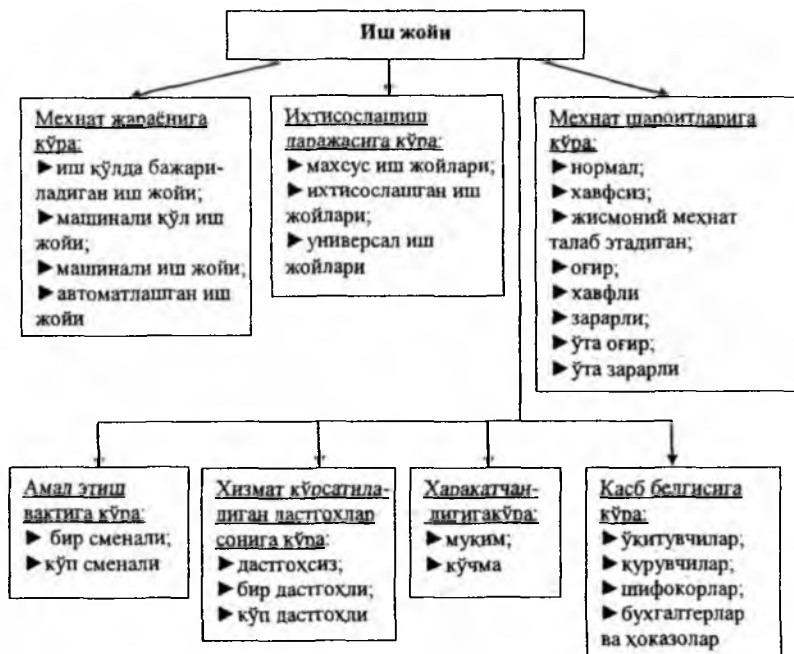 Иш жойи
Меҳнат жараёнига
кўра:
►иш қўлда бажари-
ладиган иш жойи;
►машинали қўл иш
жойи;
►машинали иш жойи;
►автоматлашган иш
жойи
Ихтисослашиш
даражасига кўра:
►махсус иш жойлари;
►ихтисослашган иш
жойлари;
►универсал иш
жойлари
Меҳнат шароитларига
кўра:
►нормал;
►хавфсиз;
►жисмоний меҳнат
талаб этадиган;
►оғир;
►хавфли
►зарарли;
►ўта оғир;
►ўта зарарли
Амал этиш
вақтига кўра:
► бир сменали;
►кўп сменали
Хизмат кўрсатила-
диган дастгоҳлар
сонига кўра:
►дастгоҳсиз;
►бир дастгоҳли;
►кўп дастгоҳли
Ҳаракатчан-
лигигакўра:
►муқим;
►кўчма
Касб белгисига
кўра:
►ўқитувчилар;
►қурувчилар;
►шифокорлар;
►бухгалтерлар
ва ҳоказолар